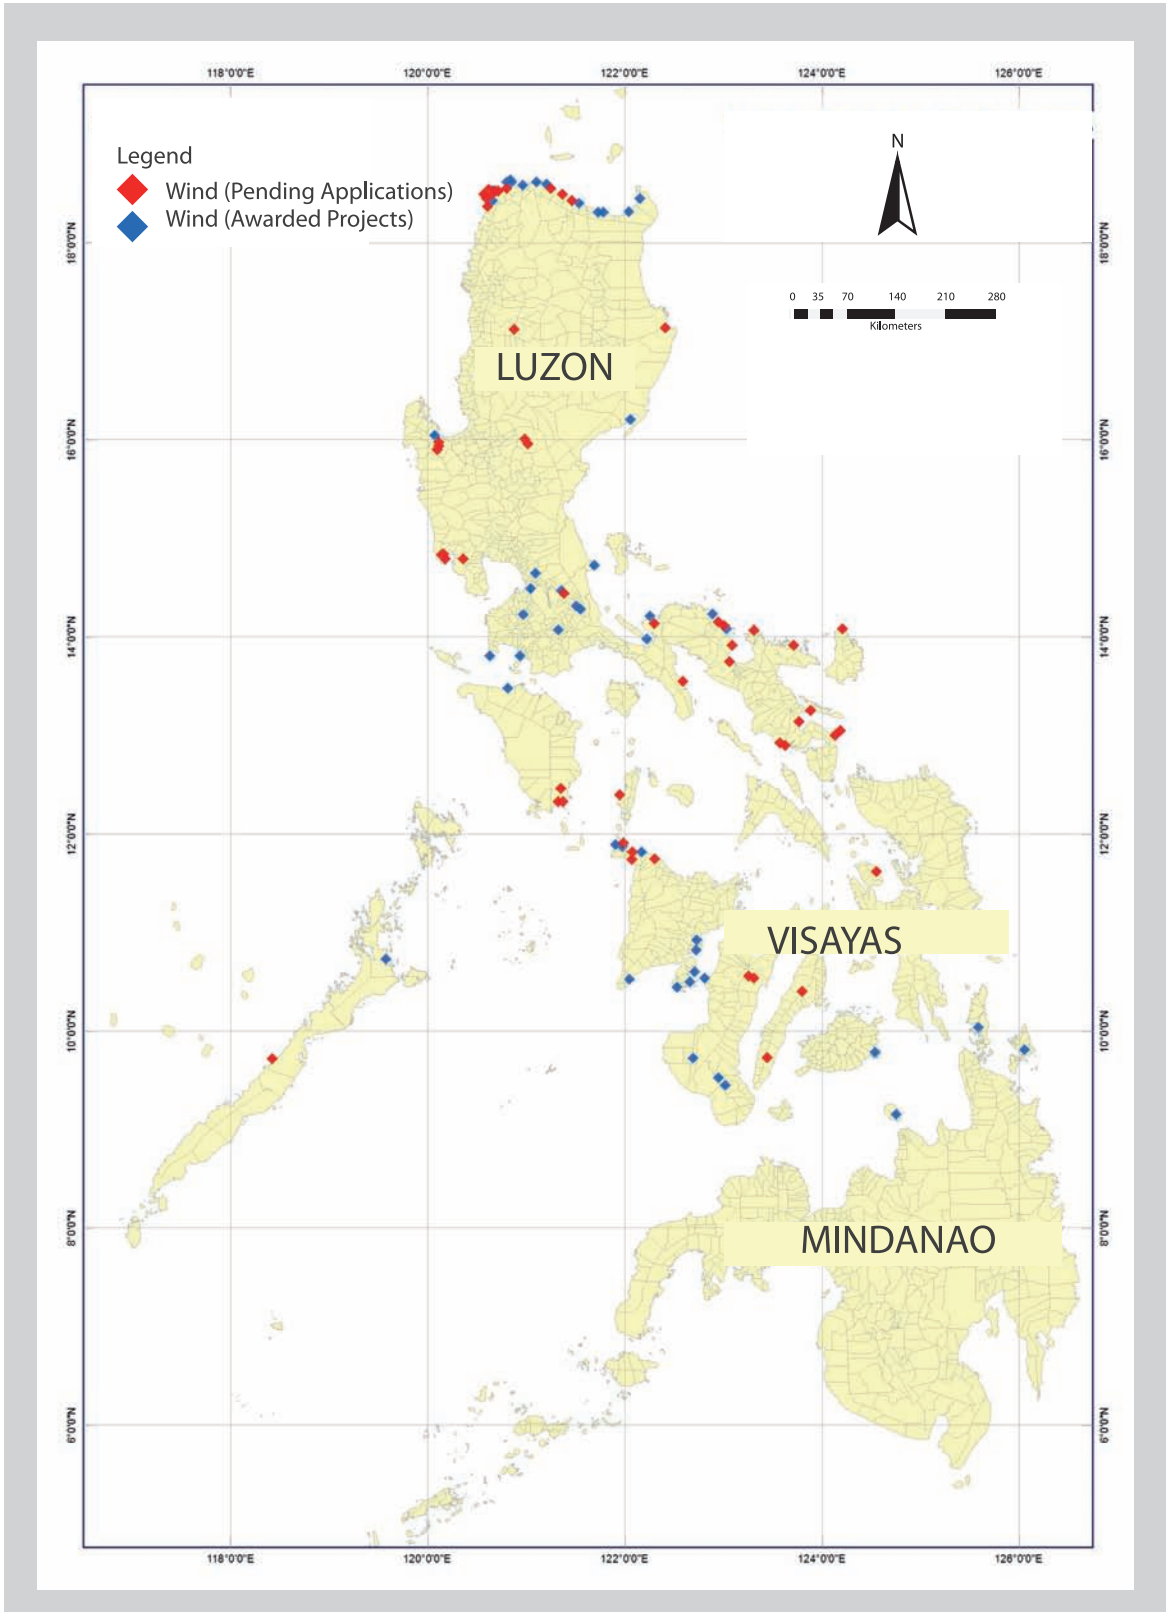 118°0'0"E 120°0'0"E 122°0'0"E 124°0'0"E 126°0'0"E
Legend
Wind (Pending Applications)
Wind (Awarded Projects)
N
0 35 70 140 210 280
Kilometers
18°0'0"N 18°0'0"N
LUZON
16°0'0"N 16°0'0"N
14°0'0"N 14°0'0"N
12°0'0"N 12°0'0"N
VISAYAS
10°0'0"N 10°0'0"N
8°0'0"N 8°0'0"N
MINDANAO
6°0'0"N 6°0'0"N
118°0'0"E 120°0'0"E 122°0'0"E 124°0'0"E 126°0'0"E